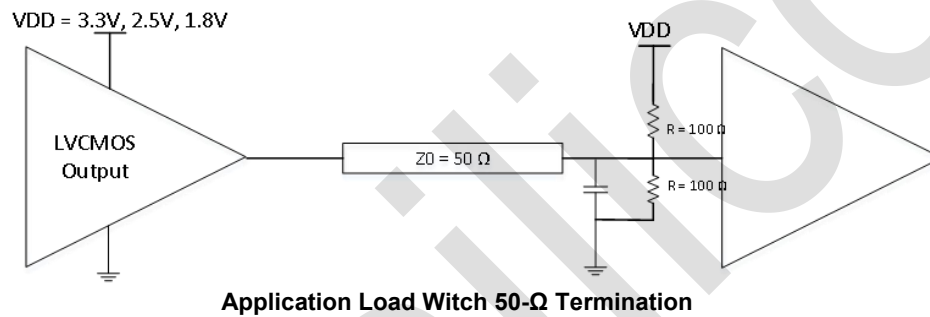 VDD = 3.3V, 2.5V, 1.8V
VDD
LVCMOS
Output
Z0 = 50 Ω
R = 100 Ω
R = 100 Ω
Application Load Witch 50-Ω Termination